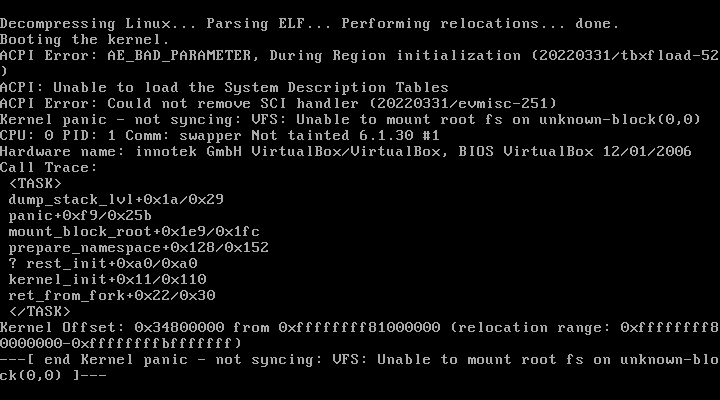 Decompressing Linux... Parsing ELF... Performing relocations... done.
Booting the kernel.
ACPI Error: AE_BAD_PARAMETER, During Region initialization (20220331/tbxfload-52
)
ACPI: Unable to load the System Description Tables
ACPI Error: Could not remove SCI handler (20220331/evmisc-251)
Kernel panic - not syncing: VFS: Unable to mount root fs on unknown-block(0,0)
CPU: 0 PID: 1 Comm: swapper Not tainted 6.1.30 #1
Hardware name: innotek GmbH VirtualBox/VirtualBox, BIOS VirtualBox 12/01/2006
Call Trace:
 <TASK>
 dump_stack_lvl+0x1a/0x29
 panic+0xf9/0x25b
 mount_block_root+0x1e9/0x1fc
 prepare_namespace+0x128/0x152
 ? rest_init+0xa0/0xa0
 kernel_init+0x11/0x110
 ret_from_fork+0x22/0x30
 </TASK>
Kernel Offset: 0x34800000 from 0xffffffff81000000 (relocation range: 0xffffffff8
0000000-0xffffffffbfffffff)
---[ end Kernel panic - not syncing: VFS: Unable to mount root fs on unknown-blo
ck(0,0) ]---